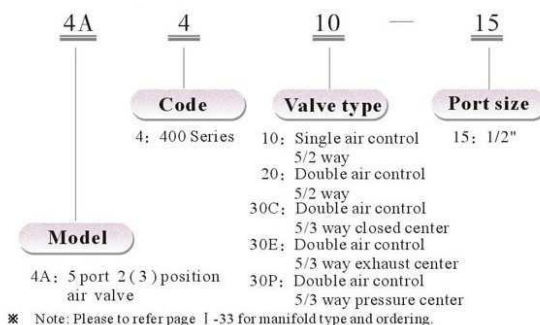 4A 4 10 — 15
Code
4: 400 Series
Valve type
10: Single air control
5/2 way
20: Double air control
5/2 way
30C: Double air control
5/3 way closed center
30E: Double air control
5/3 way exhaust center
30P: Double air control
5/3 way pressure center
Port size
15: 1/2"
Model
4A: 5 port 2 ( 3 ) position
air valve
※ Note: Please to refer page Ⅰ-33 for manifold type and ordering.